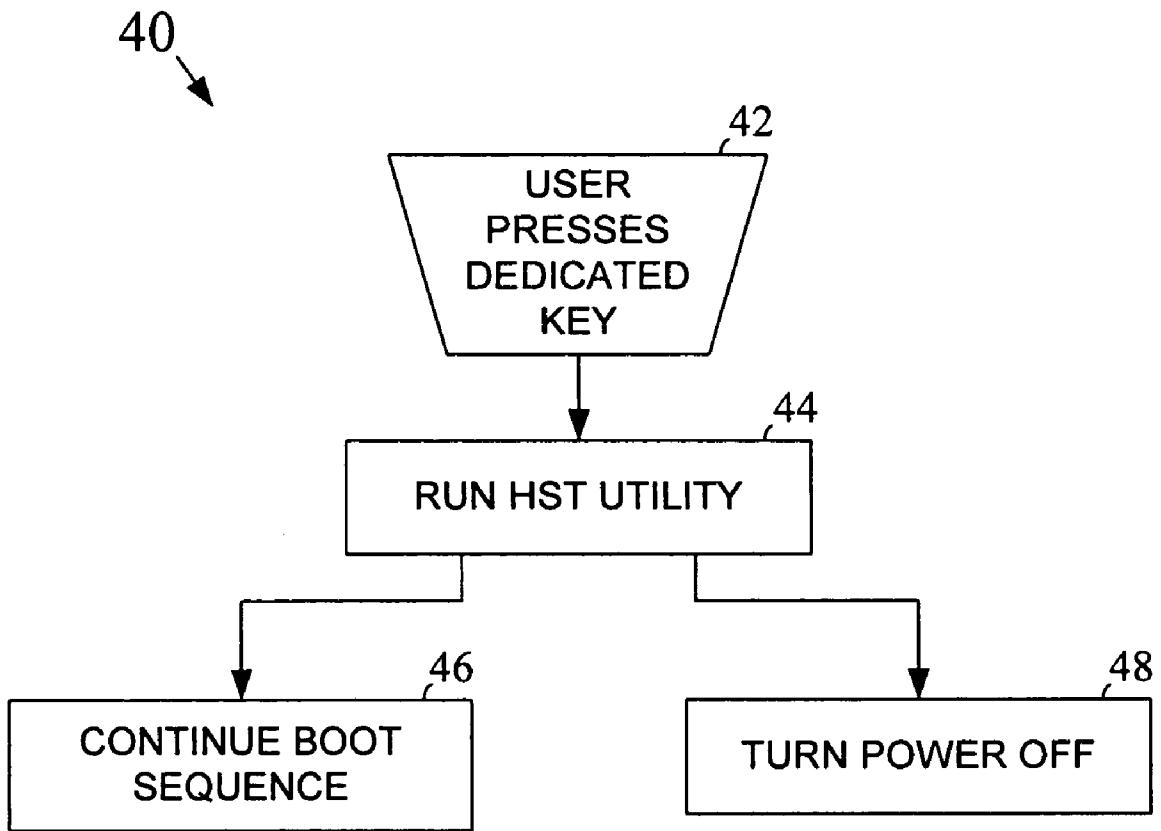 40
42
USER
PRESSES
DEDICATED
KEY
44
RUN HST UTILITY
46
CONTINUE BOOT
SEQUENCE
48
TURN POWER OFF